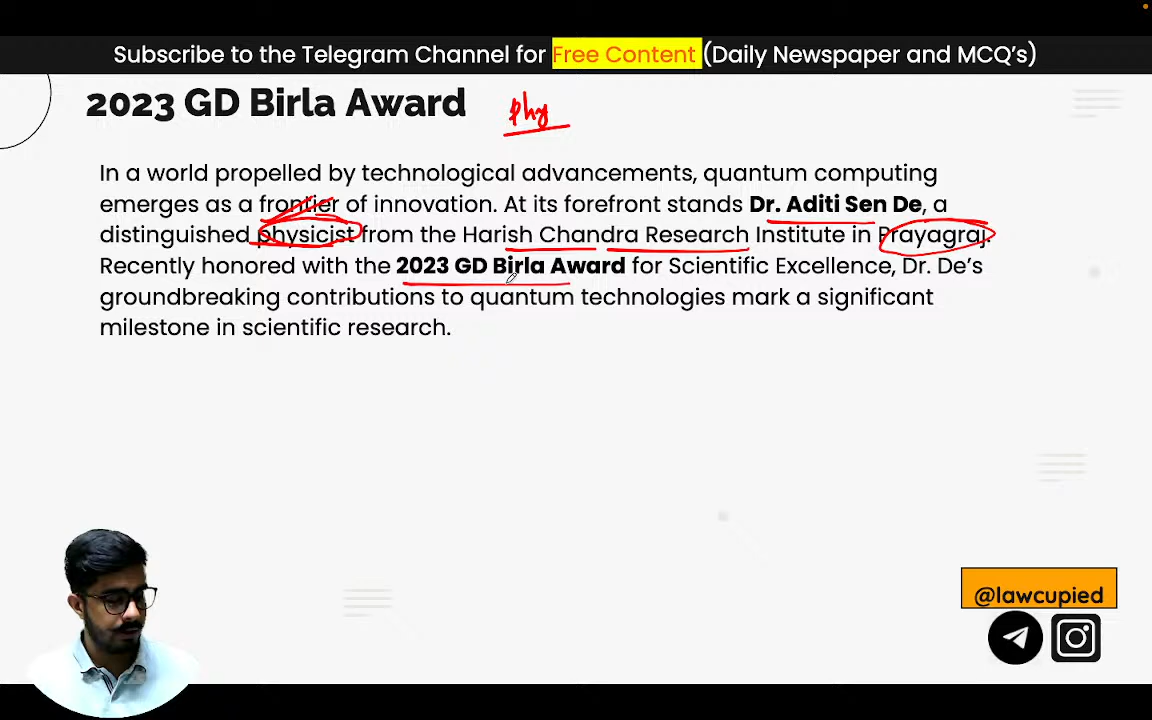 Subscribe to the Telegram Channel for Free Content (Daily Newspaper and MCQ's)
2023 GD Birla Award
phy
In a world propelled by technological advancements, quantum computing
emerges as a frontier of innovation. At its forefront stands Dr. Aditi Sen De, a
distinguished physicist from the Harish Chandra Research Institute in Prayagraj.
Recently honored with the 2023 GD Birla Award for Scientific Excellence, Dr. De's
groundbreaking contributions to quantum technologies mark a significant
milestone in scientific research.
@lawcupied